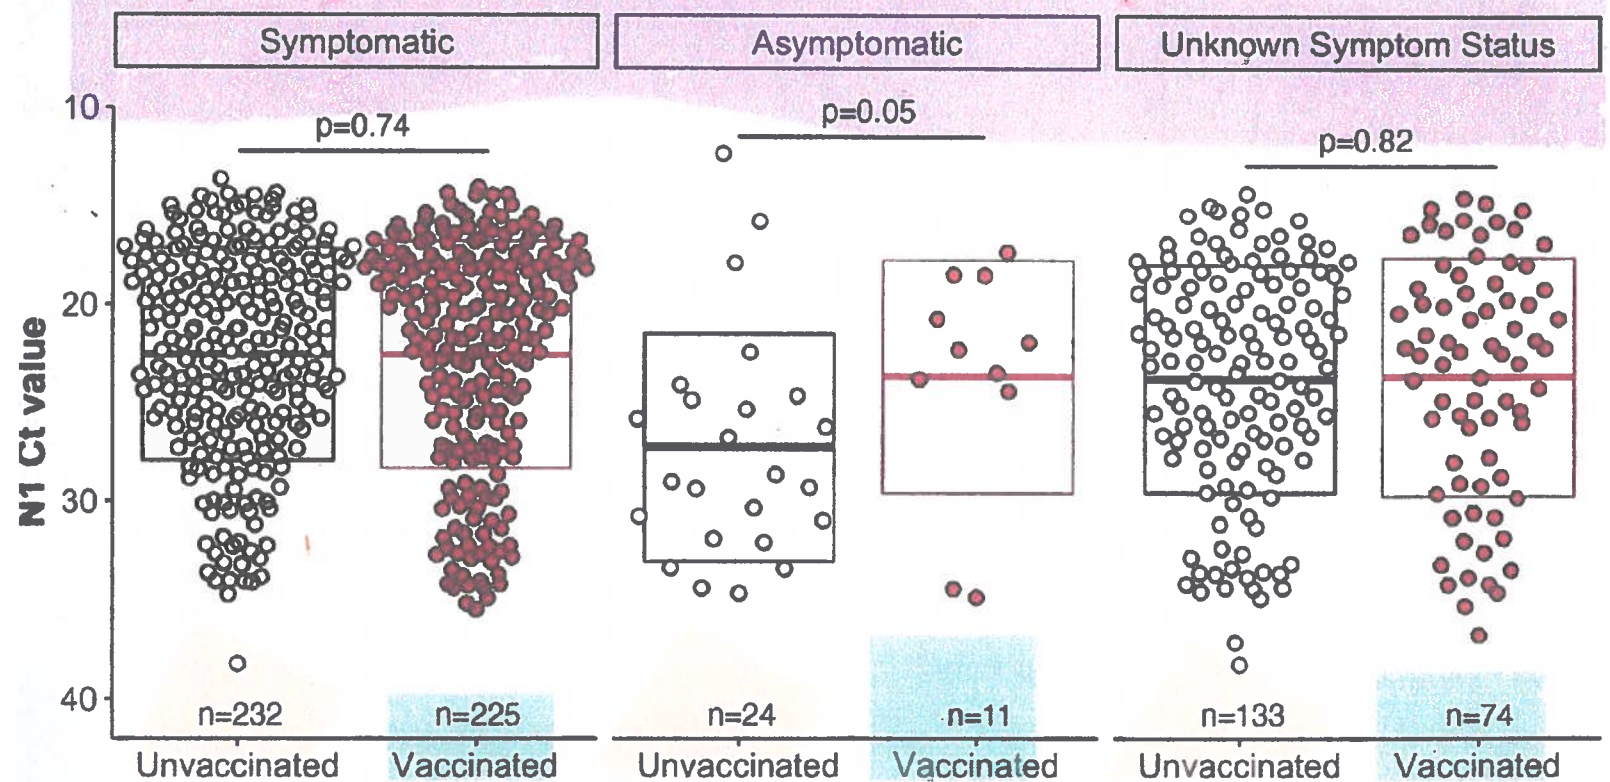 Symptomatic
Asymptomatic
Unknown Symptom Status
p=0.74
p=0.05
p=0.82
10
20
30
40
N1 Ct value
n=232
n=225
n=24
n=11
n=133
n=74
Unvaccinated
Vaccinated
Unvaccinated
Vaccinated
Unvaccinated
Vaccinated